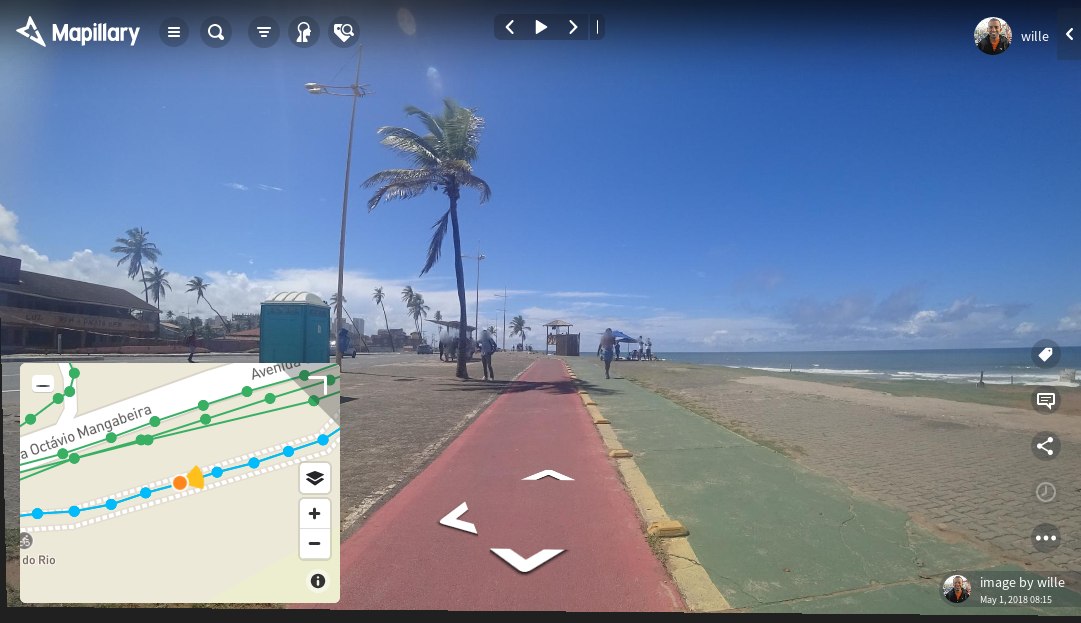 Mapillary
wille
Avenida
a Octávio Mangabeira
do Rio
image by wille
May 1, 2018 08:15